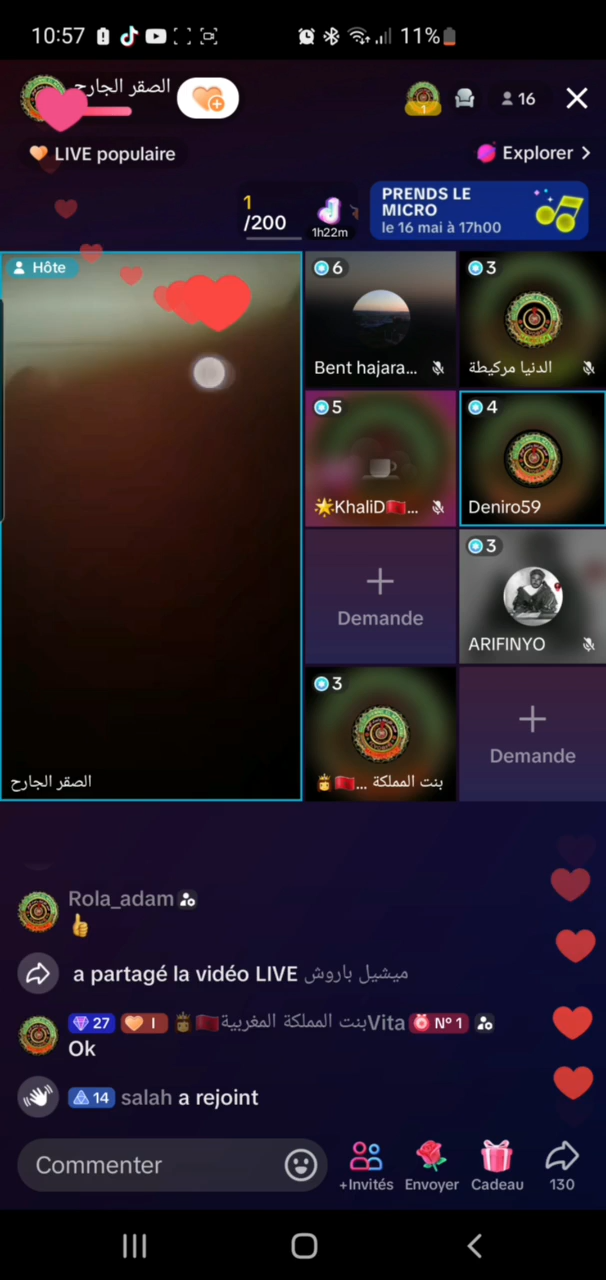 10:57
11%
الصقر الجارح
1
16
LIVE populaire
Explorer
1
/200
1h22m
PRENDS LE
MICRO
le 16 mai à 17h00
Hôte
6
3
Bent hajara...
الدنيا مركيطة
5
4
KhaliD...
Deniro59
Demande
3
ARIFINYO
3
Demande
بنت المملكة ...
الصقر الجارح
Rola_adam
a partagé la vidéo LIVE ميشيل باروش
27 I بنت المملكة المغربيةVita N° 1
Ok
14 salah a rejoint
Commenter
+Invités
Envoyer
Cadeau
130